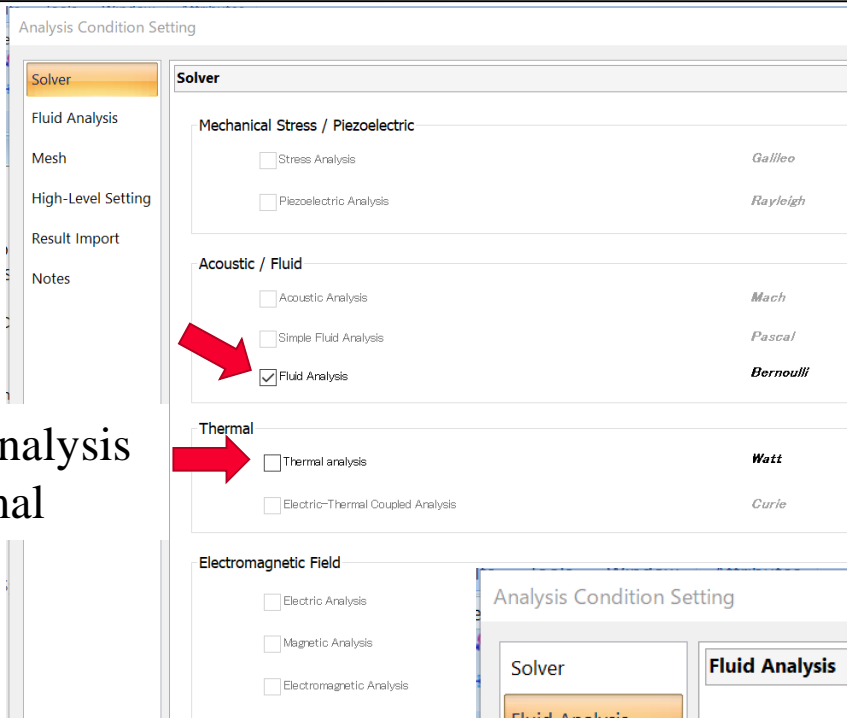 Analysis Condition Setting
Solver
Fluid Analysis
Mesh
High-Level Setting
Result Import
Notes
Solver
Mechanical Stress / Piezoelectric
Stress Analysis Galileo
Piezoelectric Analysis Rayleigh
Acoustic / Fluid
Acoustic Analysis Mach
Simple Fluid Analysis Pascal
Fluid Analysis Bernoulli
nalysis
nal
Thermal
Thermal analysis Watt
Electric-Thermal Coupled Analysis Curie
Electromagnetic Field
Electric Analysis
Magnetic Analysis
Electromagnetic Analysis
Analysis Condition Setting
Solver
Fluid Analysis
Fluid Analysis